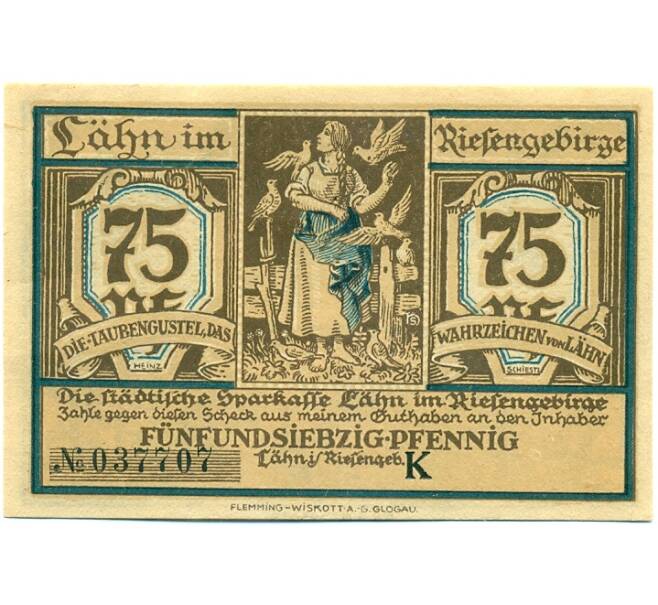 Lähn im Riesengebirge
75 75
Pf. Pf.
DIE-TAUBENGUSTEL, DAS WAHRZEICHEN VON LÄHN!
HEINZ SCHIESTL
Die städtische Sparkasse Lähn im Riesengebirge
Zahle gegen diesen Scheck aus meinem Guthaben an den Inhaber
FÜNFUNDSIEBZIG-PFENNIG
Lähn i/Riesengeb. K
№ 037707
FLEMMING-WISKOTT A.-G. GLOGAU.